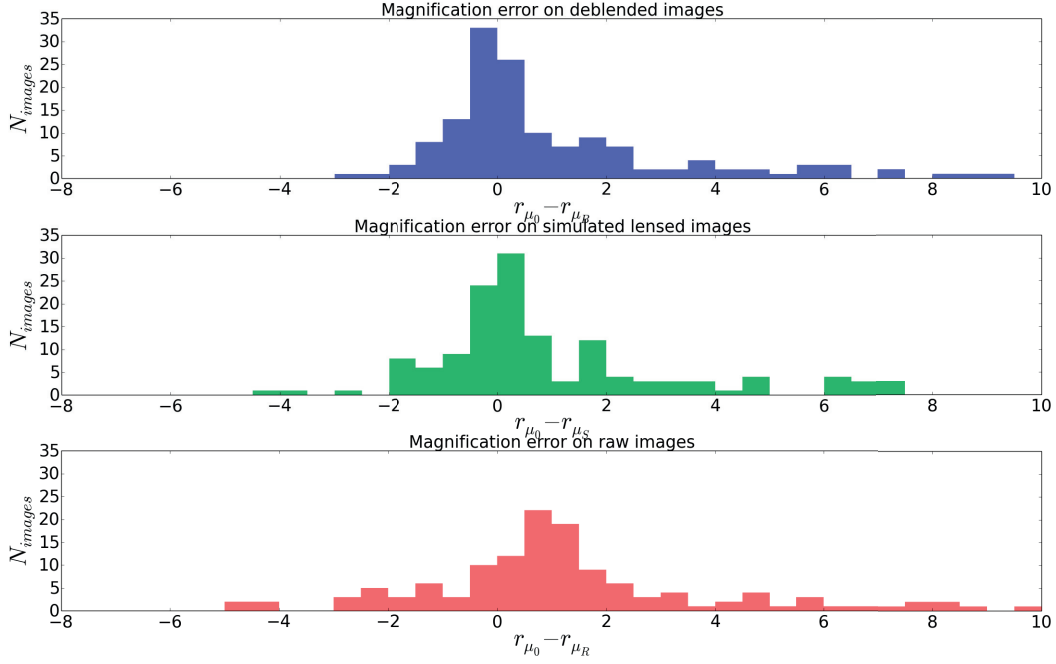 Magnification error on deblended images
35
30
25
20
15
10
5
0
N_images
−8 −6 −4 −2 0 2 4 6 8 10
r_μ0 − r_μB
Magnification error on simulated lensed images
35
30
25
20
15
10
5
0
N_images
−8 −6 −4 −2 0 2 4 6 8 10
r_μ0 − r_μS
Magnification error on raw images
35
30
25
20
15
10
5
0
N_images
−8 −6 −4 −2 0 2 4 6 8 10
r_μ0 − r_μR